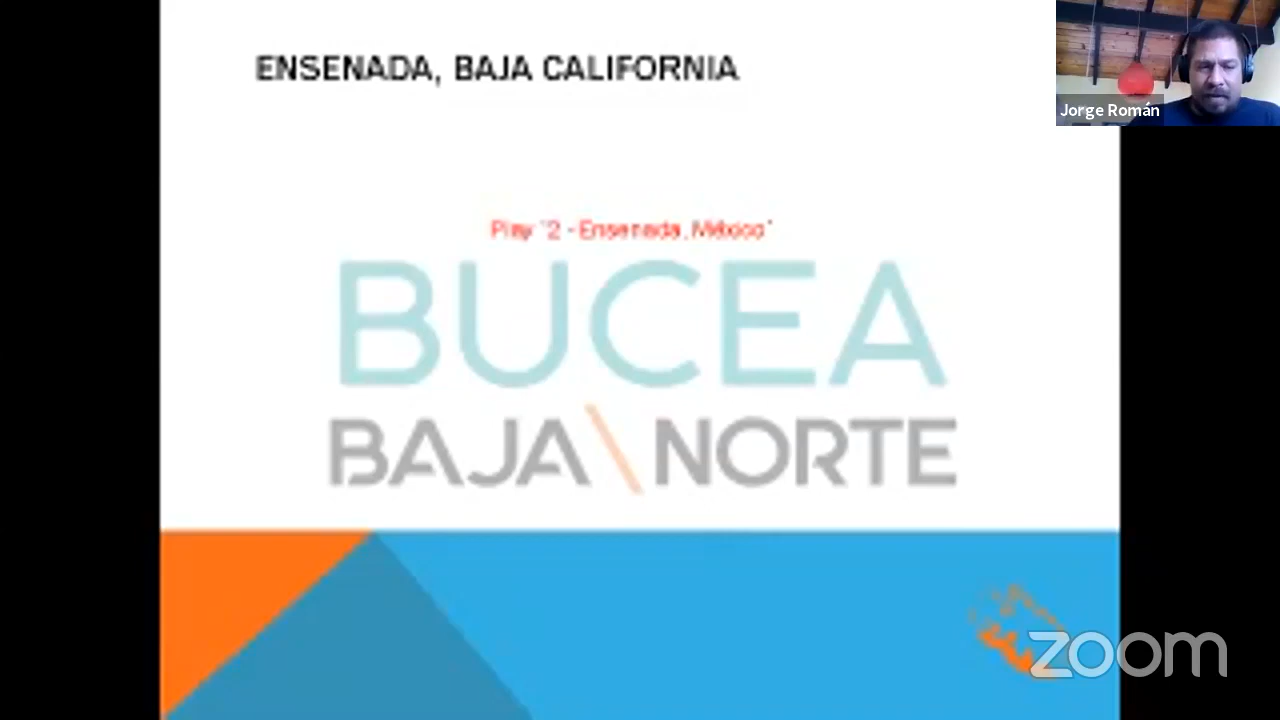 ENSENADA, BAJA CALIFORNIA
Jorge Román
Play "2 - Ensenada, México"
BUCEA
BAJA\NORTE
zoom